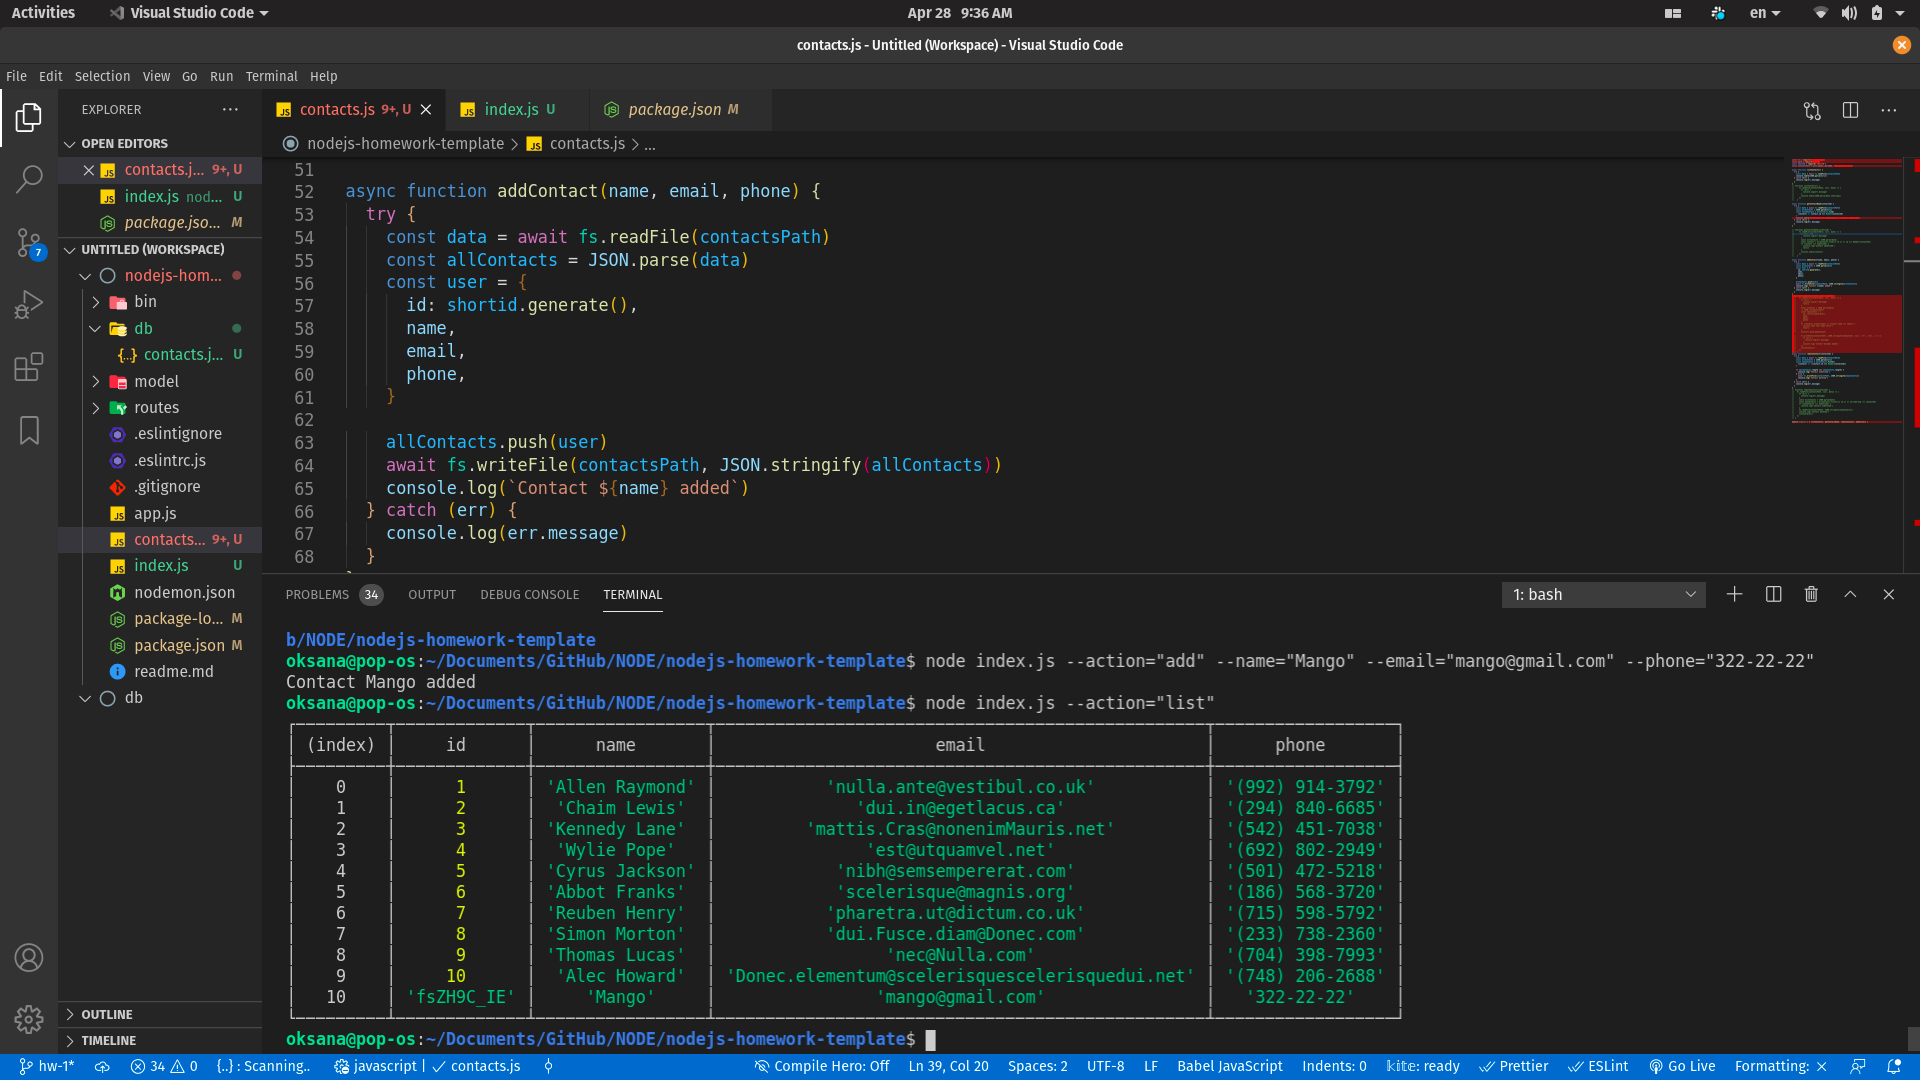 Activities Visual Studio Code Apr 28 9:36 AM en
contacts.js - Untitled (Workspace) - Visual Studio Code
File Edit Selection View Go Run Terminal Help
EXPLORER
contacts.js 9+, U index.js U package.json M
OPEN EDITORS
nodejs-homework-template > contacts.js > ...
contacts.j... 9+, U
index.js nod... U
package.jso... M
UNTITLED (WORKSPACE)
nodejs-hom...
bin
db
contacts.j... U
model
routes
.eslintignore
.eslintrc.js
.gitignore
app.js
contacts... 9+, U
index.js U
nodemon.json
package-lo... M
package.json M
readme.md
db
OUTLINE
TIMELINE
7
51
52 async function addContact(name, email, phone) {
53 try {
54 const data = await fs.readFile(contactsPath)
55 const allContacts = JSON.parse(data)
56 const user = {
57 id: shortid.generate(),
58 name,
59 email,
60 phone,
61 }
62
63 allContacts.push(user)
64 await fs.writeFile(contactsPath, JSON.stringify(allContacts))
65 console.log(`Contact ${name} added`)
66 } catch (err) {
67 console.log(err.message)
68 }
PROBLEMS 34 OUTPUT DEBUG CONSOLE TERMINAL 1: bash
b/NODE/nodejs-homework-template
oksana@pop-os:~/Documents/GitHub/NODE/nodejs-homework-template$ node index.js --action="add" --name="Mango" --email="mango@gmail.com" --phone="322-22-22"
Contact Mango added
oksana@pop-os:~/Documents/GitHub/NODE/nodejs-homework-template$ node index.js --action="list"
(index) id name email phone
0 1 'Allen Raymond' 'nulla.ante@vestibul.co.uk' '(992) 914-3792'
1 2 'Chaim Lewis' 'dui.in@egetlacus.ca' '(294) 840-6685'
2 3 'Kennedy Lane' 'mattis.Cras@nonenimMauris.net' '(542) 451-7038'
3 4 'Wylie Pope' 'est@utquamvel.net' '(692) 802-2949'
4 5 'Cyrus Jackson' 'nibh@semsempererat.com' '(501) 472-5218'
5 6 'Abbot Franks' 'scelerisque@magnis.org' '(186) 568-3720'
6 7 'Reuben Henry' 'pharetra.ut@dictum.co.uk' '(715) 598-5792'
7 8 'Simon Morton' 'dui.Fusce.diam@Donec.com' '(233) 738-2360'
8 9 'Thomas Lucas' 'nec@Nulla.com' '(704) 398-7993'
9 10 'Alec Howard' 'Donec.elementum@scelerisquescelerisquedui.net' '(748) 206-2688'
10 'fsZH9C_IE' 'Mango' 'mango@gmail.com' '322-22-22'
oksana@pop-os:~/Documents/GitHub/NODE/nodejs-homework-template$
hw-1* 34 0 {..} : Scanning.. javascript | contacts.js Compile Hero: Off Ln 39, Col 20 Spaces: 2 UTF-8 LF Babel JavaScript Indents: 0 kite: ready Prettier ESLint Go Live Formatting: ×